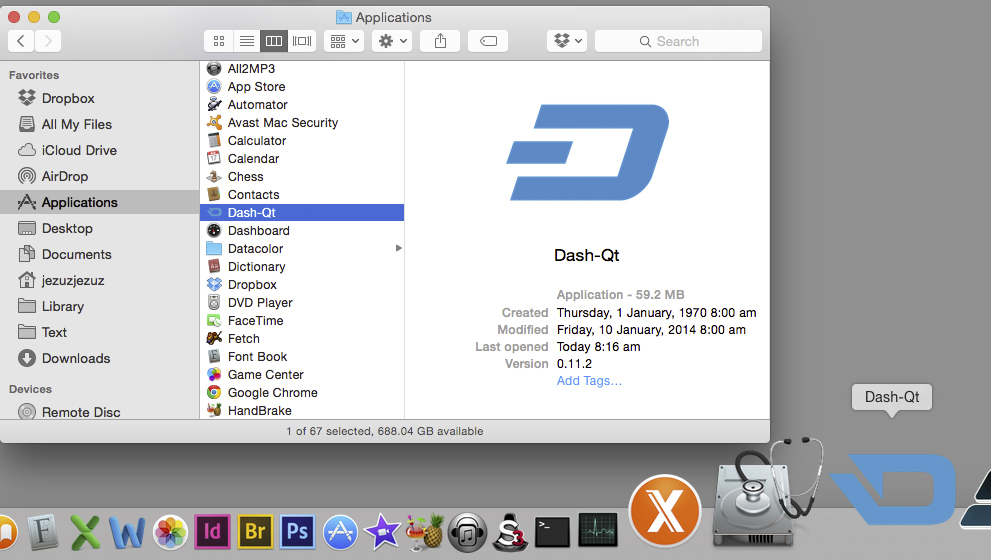 Applications
Search
Favorites
Dropbox
All My Files
iCloud Drive
AirDrop
Applications
Desktop
Documents
jezuzjezuz
Library
Text
Downloads
Devices
Remote Disc
All2MP3
App Store
Automator
Avast Mac Security
Calculator
Calendar
Chess
Contacts
Dash-Qt
Dashboard
Datacolor
Dictionary
Dropbox
DVD Player
FaceTime
Fetch
Font Book
Game Center
Google Chrome
HandBrake
Dash-Qt
Application - 59.2 MB
Created Thursday, 1 January, 1970 8:00 am
Modified Friday, 10 January, 2014 8:00 am
Last opened Today 8:16 am
Version 0.11.2
Add Tags...
1 of 67 selected, 688.04 GB available
Dash-Qt
F
X
W
Id
Br
Ps
S
>_
X